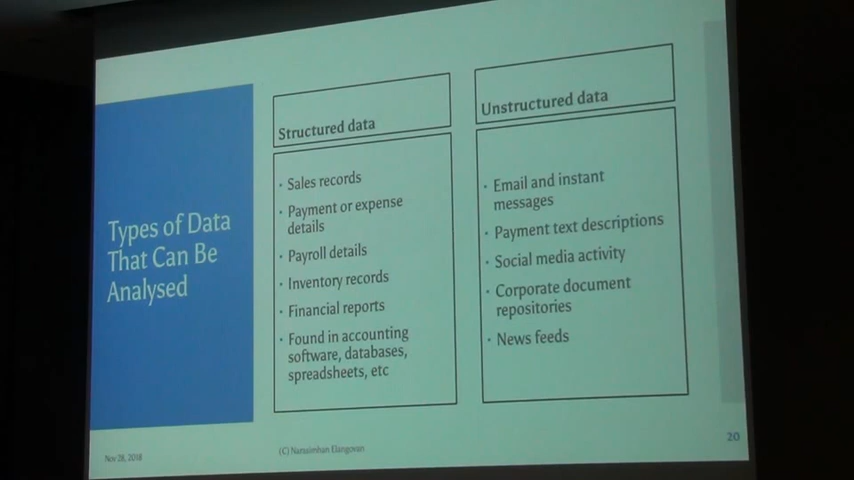 Types of Data
That Can Be
Analysed
Structured data
• Sales records
• Payment or expense
details
• Payroll details
• Inventory records
• Financial reports
• Found in accounting
software, databases,
spreadsheets, etc
Unstructured data
• Email and instant
messages
• Payment text descriptions
• Social media activity
• Corporate document
repositories
• News feeds
Nov 28, 2018
(C) Narasimhan Elangovan
20